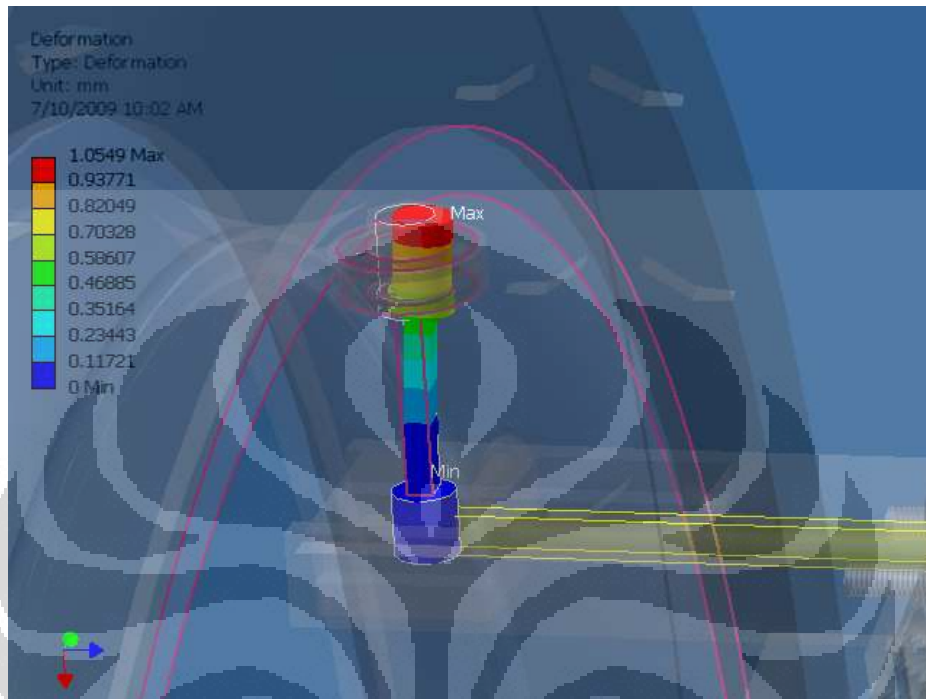 Deformation
Type: Deformation
Unit: mm
7/10/2009 10:02 AM
1.0549 Max
0.93771
0.82049
0.70328
0.58607
0.46885
0.35164
0.23443
0.11721
0 Min
Max
Min